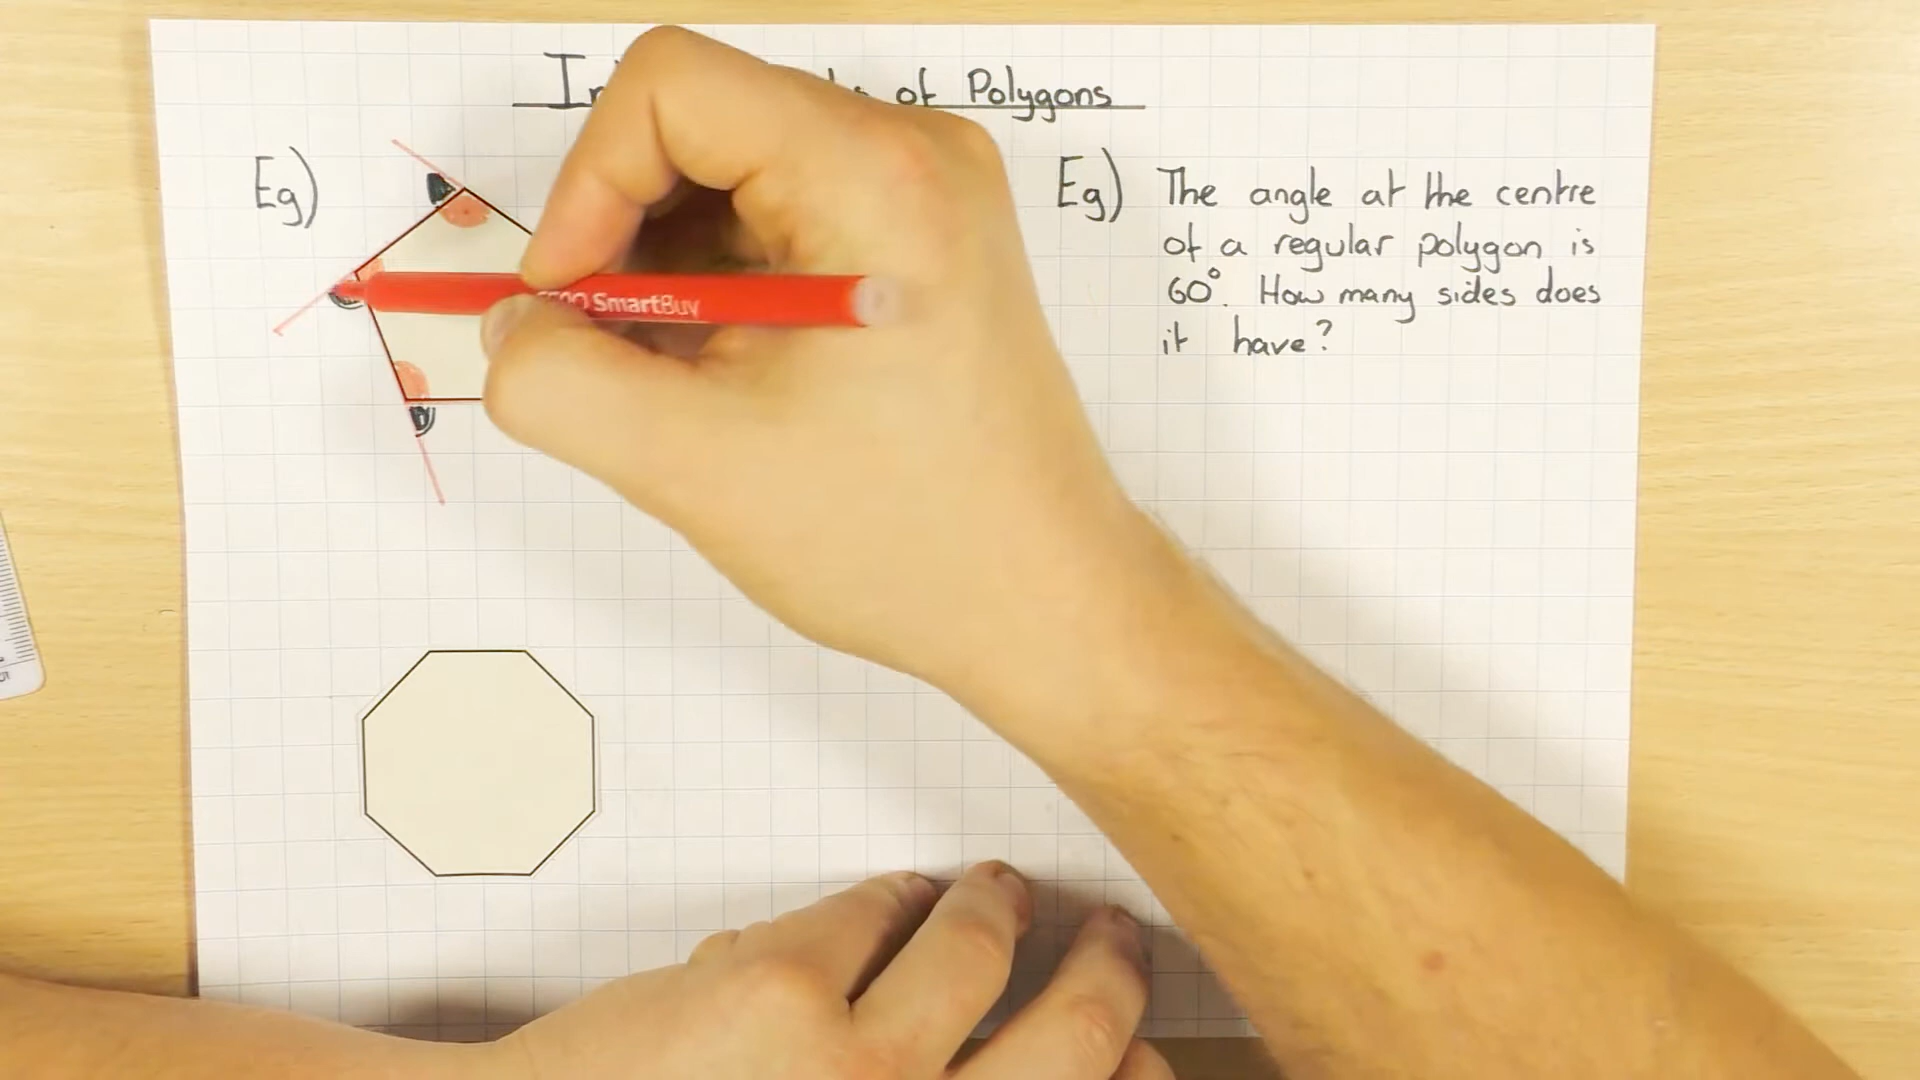 of Polygons
Eg)
Eg) The angle at the centre
of a regular polygon is
60°. How many sides does
it have?
SmartBuy